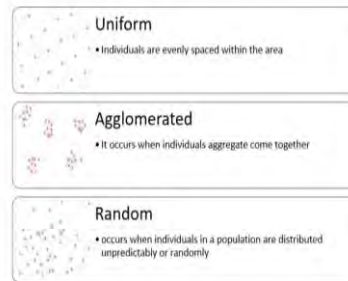 Uniform
• Individuals are evenly spaced within the area
Agglomerated
• It occurs when individuals aggregate come together
Random
• occurs when individuals in a population are distributed
unpredictably or randomly